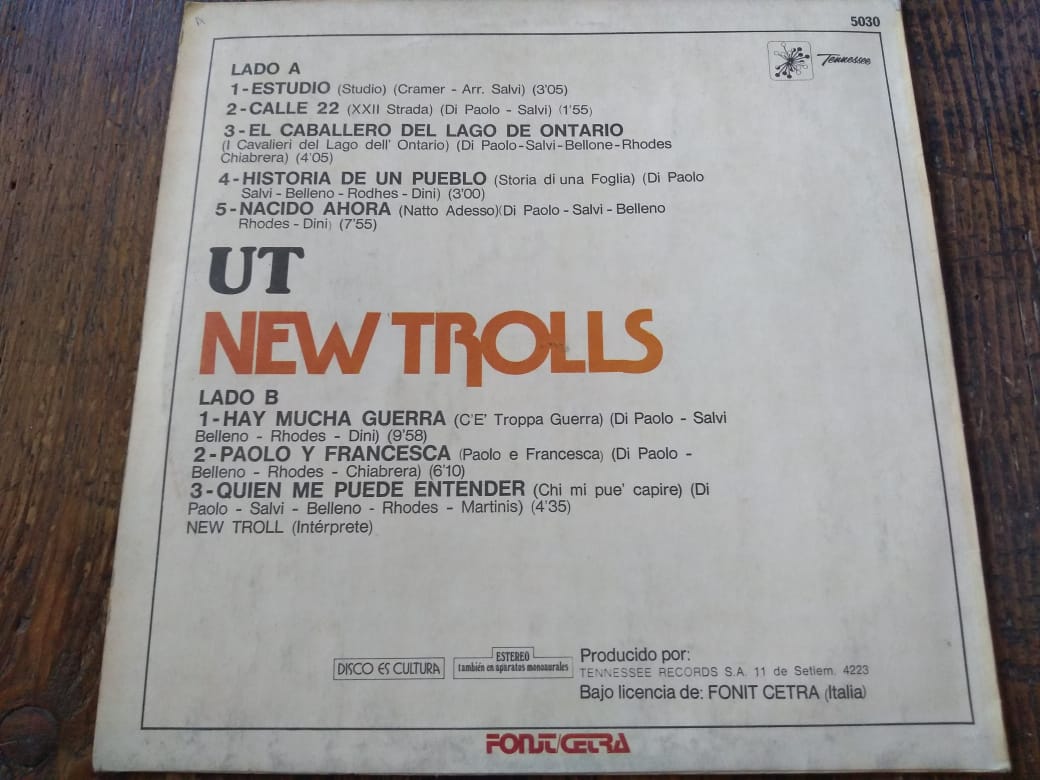 5030
Tennessee
LADO A
1-ESTUDIO (Studio) (Cramer - Arr. Salvi) (3'05)
2-CALLE 22 (XXII Strada) (Di Paolo - Salvi) (1'55)
3-EL CABALLERO DEL LAGO DE ONTARIO
(I Cavalieri del Lago dell' Ontario) (Di Paolo-Salvi-Bellone-Rhodes
Chiabrera) (4'05)
4-HISTORIA DE UN PUEBLO (Storia di una Foglia) (Di Paolo
Salvi - Belleno - Rodhes - Dini) (3'00)
5-NACIDO AHORA (Natto Adesso)(Di Paolo - Salvi - Belleno
Rhodes - Dini) (7'55)
UT
NEW TROLLS
LADO B
1-HAY MUCHA GUERRA (C'E' Troppa Guerra) (Di Paolo - Salvi
Belleno - Rhodes - Dini) (9'58)
2-PAOLO Y FRANCESCA (Paolo e Francesca) (Di Paolo -
Belleno - Rhodes - Chiabrera) (6'10)
3-QUIEN ME PUEDE ENTENDER (Chi mi pue' capire) (Di
Paolo - Salvi - Belleno - Rhodes - Martinis) (4'35)
NEW TROLL (Intérprete)
DISCO ES CULTURA
ESTEREO
también en aparatos monoaurales
Producido por:
TENNESSEE RECORDS S.A. 11 de Setiem. 4223
Bajo licencia de: FONIT CETRA (Italia)
FONIT/CETRA